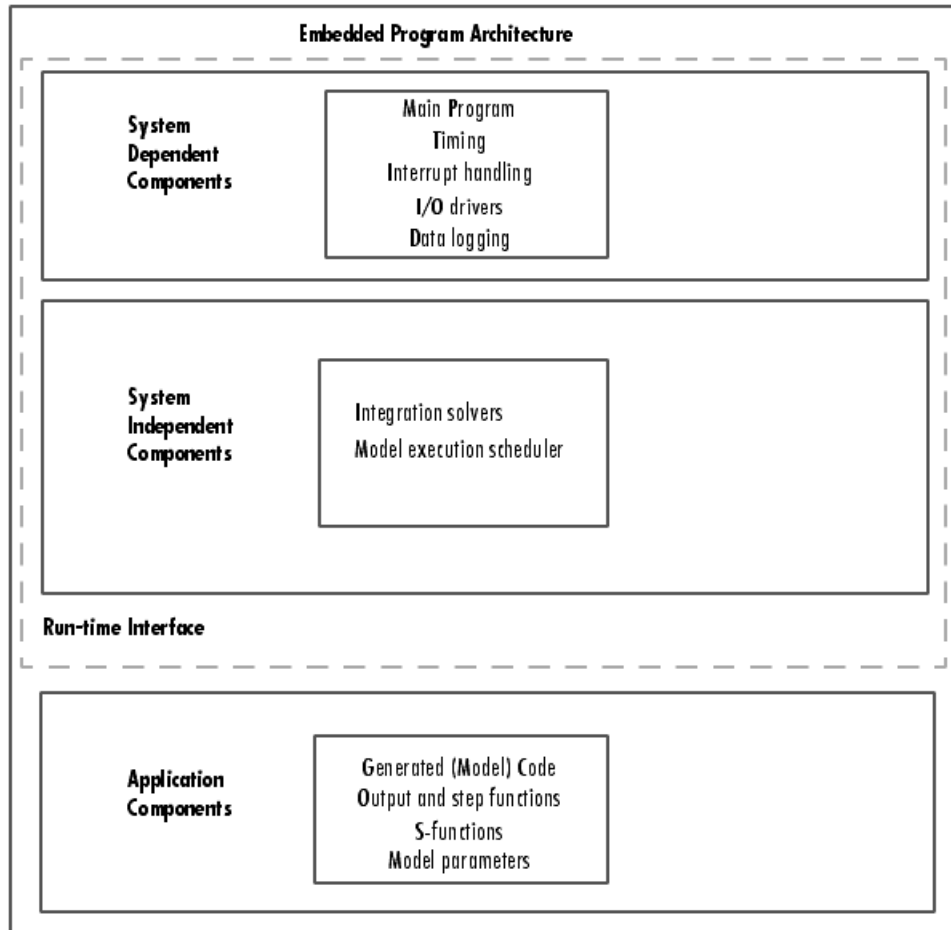 Embedded Program Architecture
System
Dependent
Components
Main Program
Timing
Interrupt handling
I/O drivers
Data logging
System
Independent
Components
Integration solvers
Model execution scheduler
Run-time Interface
Application
Components
Generated (Model) Code
Output and step functions
S-functions
Model parameters